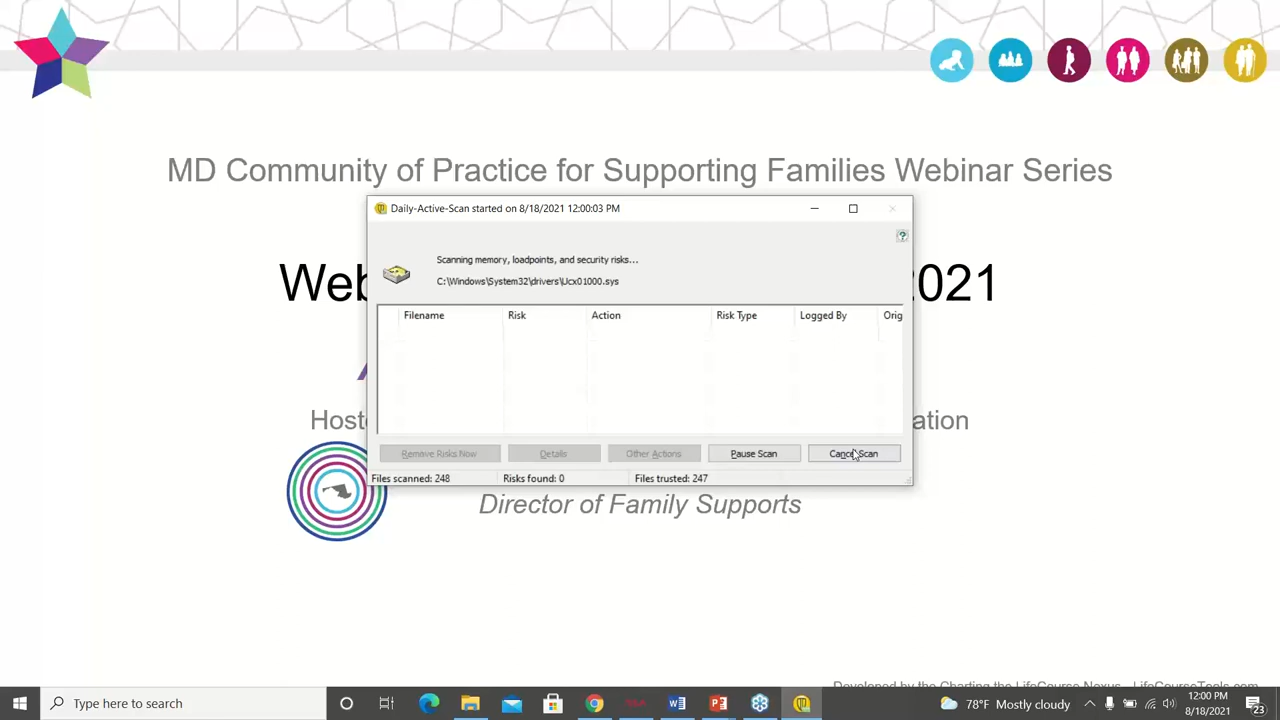 MD Community of Practice for Supporting Families Webinar Series
Daily-Active-Scan started on 8/18/2021 12:00:03 PM
Scanning memory, loadpoints, and security risks...
C:\Windows\System32\drivers\Ucx01000.sys
Web 2021
Filename Risk Action Risk Type Logged By Orig
Host ation
Remove Risks Now Details Other Actions Pause Scan Cancel Scan
Files scanned: 248 Risks found: 0 Files trusted: 247
Director of Family Supports
Developed by the Charting the LifeCourse Nexus - LifeCourseTools.com
Type here to search
78°F Mostly cloudy
12:00 PM
8/18/2021
23